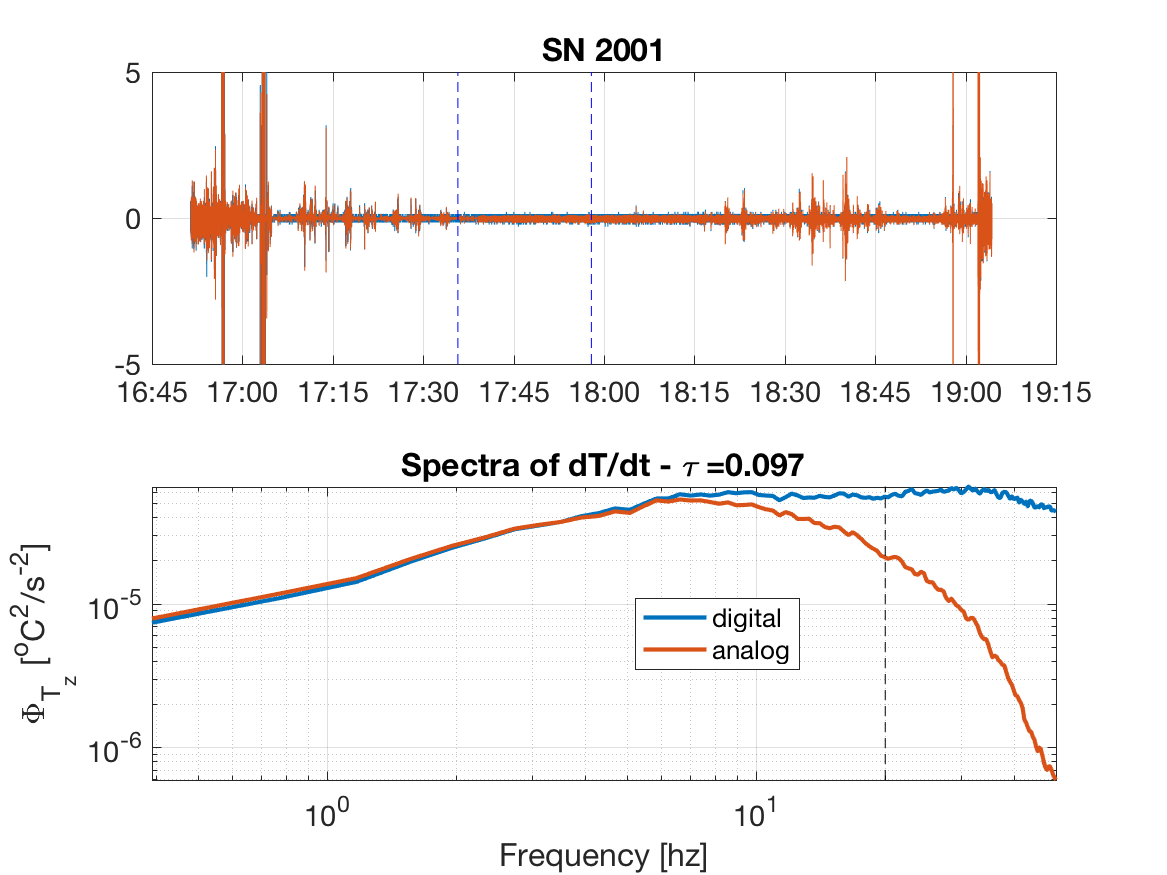 SN 2001
5
0
-5
16:45 17:00 17:15 17:30 17:45 18:00 18:15 18:30 18:45 19:00 19:15
Spectra of dT/dt - τ =0.097
Φ_{T_z} [°C²/s⁻²]
10⁻⁵
10⁻⁶
digital
analog
10⁰ 10¹
Frequency [hz]